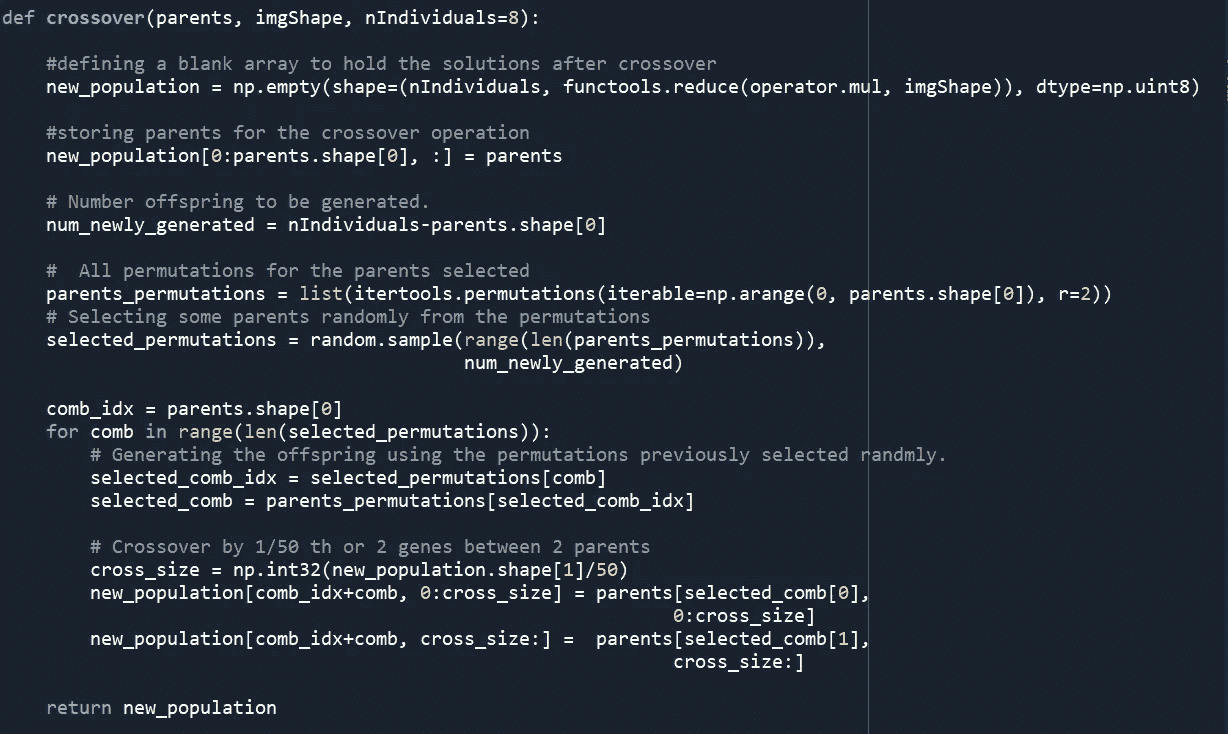 def crossover(parents, imgShape, nIndividuals=8):
#defining a blank array to hold the solutions after crossover
new_population = np.empty(shape=(nIndividuals, functools.reduce(operator.mul, imgShape)), dtype=np.uint8)
#storing parents for the crossover operation
new_population[0:parents.shape[0], :] = parents
# Number offspring to be generated.
num_newly_generated = nIndividuals-parents.shape[0]
#  All permutations for the parents selected
parents_permutations = list(itertools.permutations(iterable=np.arange(0, parents.shape[0]), r=2))
# Selecting some parents randomly from the permutations
selected_permutations = random.sample(range(len(parents_permutations)),
num_newly_generated)
comb_idx = parents.shape[0]
for comb in range(len(selected_permutations)):
# Generating the offspring using the permutations previously selected randmly.
selected_comb_idx = selected_permutations[comb]
selected_comb = parents_permutations[selected_comb_idx]
# Crossover by 1/50 th or 2 genes between 2 parents
cross_size = np.int32(new_population.shape[1]/50)
new_population[comb_idx+comb, 0:cross_size] = parents[selected_comb[0],
0:cross_size]
new_population[comb_idx+comb, cross_size:] =  parents[selected_comb[1],
cross_size:]
return new_population